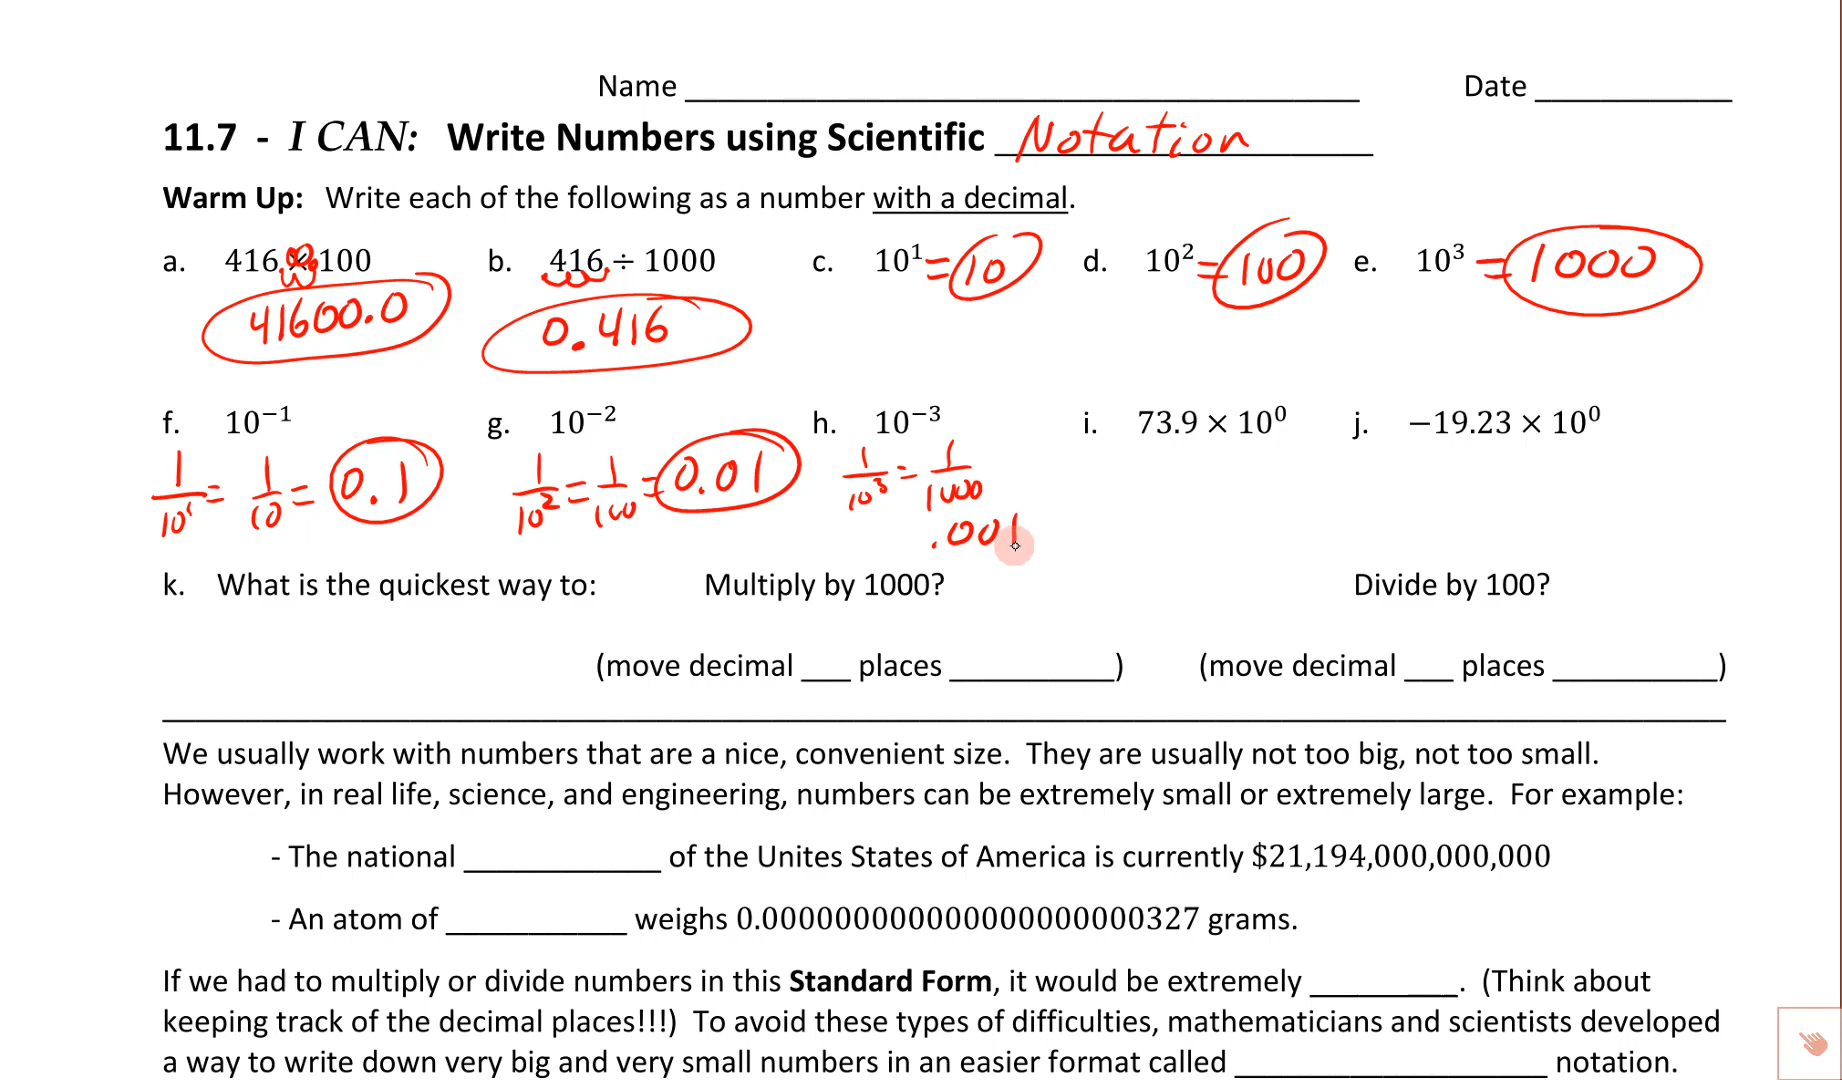 Name ____________ Date ____________
11.7 - I CAN: Write Numbers using Scientific Notation
Warm Up: Write each of the following as a number with a decimal.
a. 416. × 100 b. 416. ÷ 1000 c. 10¹ = 10 d. 10² = 100 e. 10³ = 1000
41600.0 0.416
f. 10⁻¹ g. 10⁻² h. 10⁻³ i. 73.9 × 10⁰ j. −19.23 × 10⁰
1/10¹ = 1/10 = 0.1 1/10² = 1/100 = 0.01 1/10³ = 1/1000
.001
k. What is the quickest way to: Multiply by 1000? Divide by 100?
(move decimal ___ places __________) (move decimal ___ places __________)
We usually work with numbers that are a nice, convenient size. They are usually not too big, not too small.
However, in real life, science, and engineering, numbers can be extremely small or extremely large. For example:
- The national ____________ of the Unites States of America is currently $21,194,000,000,000
- An atom of ___________ weighs 0.000000000000000000000327 grams.
If we had to multiply or divide numbers in this Standard Form, it would be extremely _________. (Think about
keeping track of the decimal places!!!) To avoid these types of difficulties, mathematicians and scientists developed
a way to write down very big and very small numbers in an easier format called ___________________ notation.